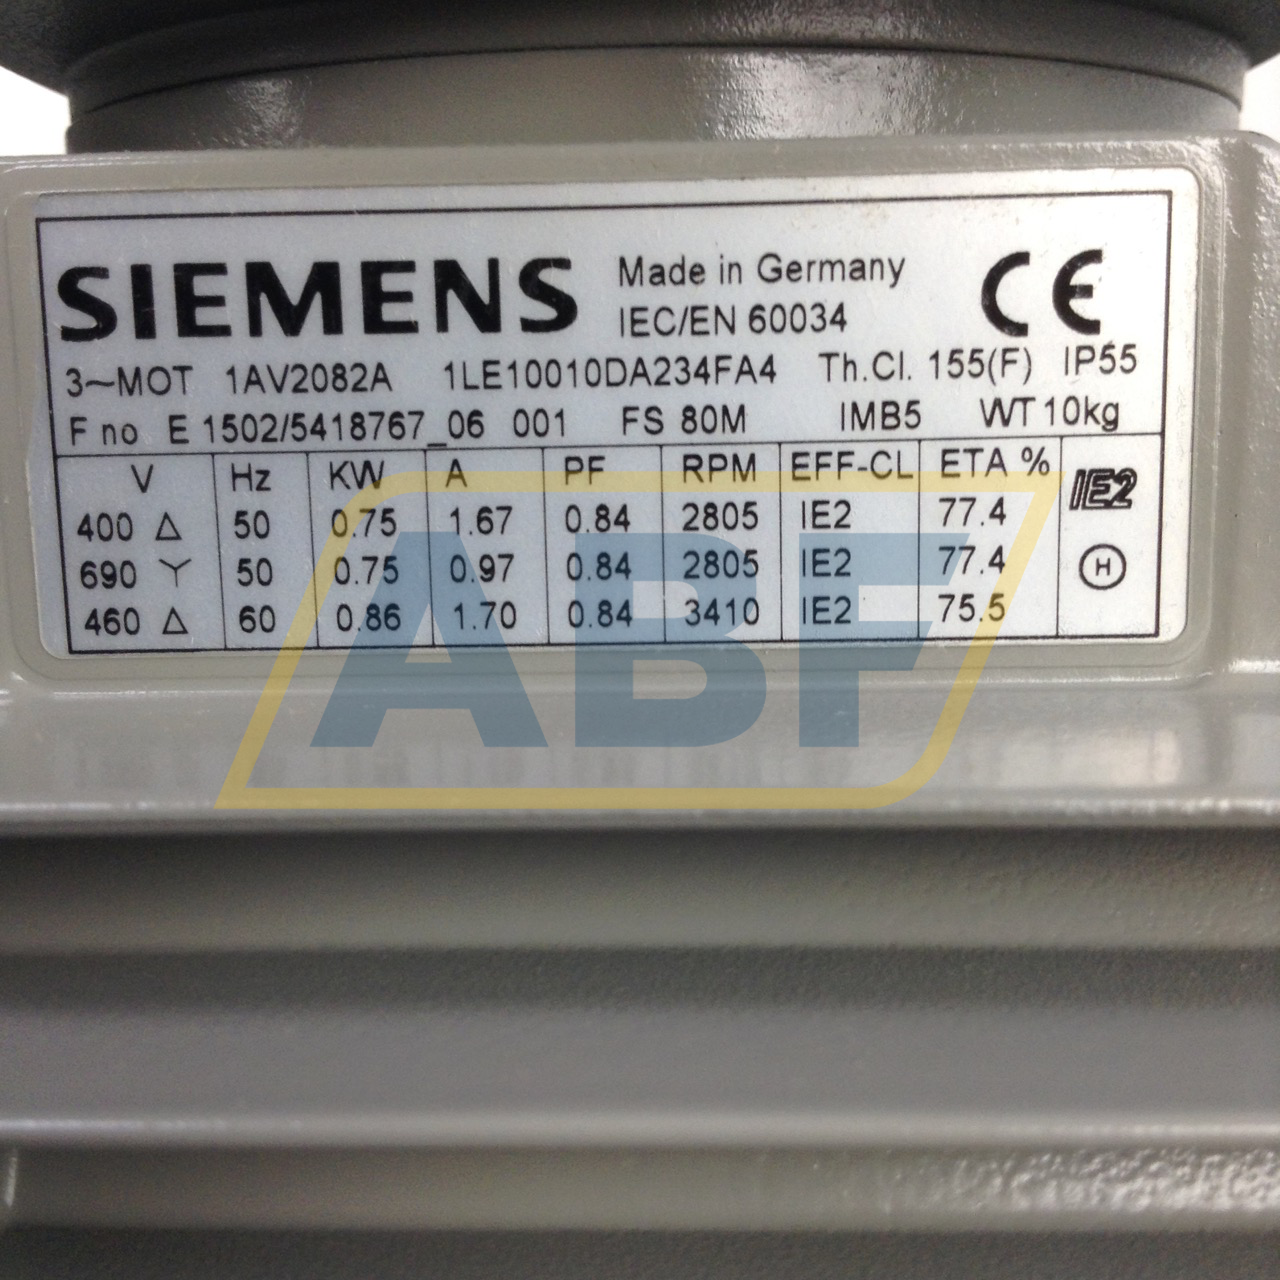 SIEMENS
Made in Germany
IEC/EN 60034
CE
3~MOT 1AV2082A 1LE10010DA234FA4 Th.Cl. 155(F) IP55
F no E 1502/5418767_06 001 FS 80M IMB5 WT 10kg
V Hz KW A PF RPM EFF-CL ETA % IE2
400 △ 50 0.75 1.67 0.84 2805 IE2 77.4
690 Y 50 0.75 0.97 0.84 2805 IE2 77.4 H
460 △ 60 0.86 1.70 0.84 3410 IE2 75.5
ABF